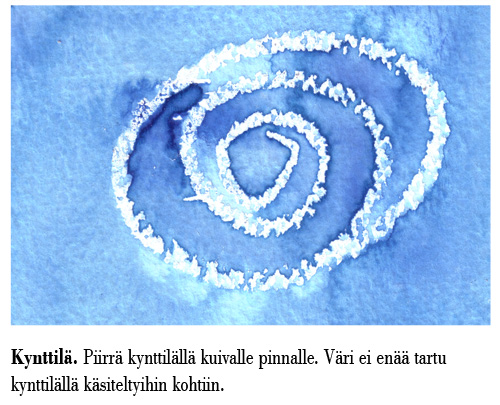 Kynttilä. Piirrä kynttilällä kuivalle pinnalle. Väri ei enää tartu
kynttilällä käsiteltyihin kohtiin.